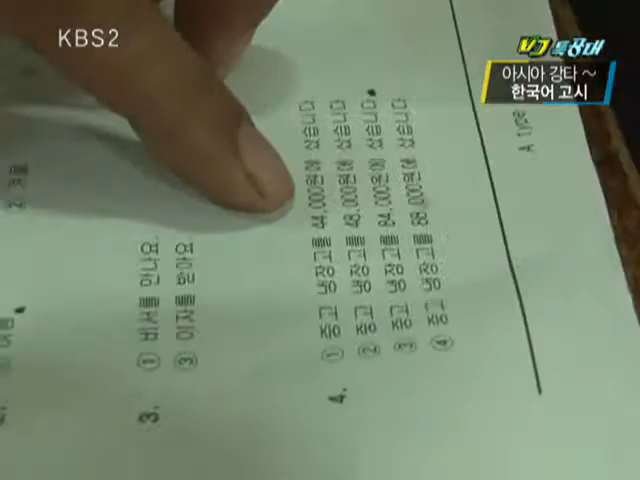 KBS2
VJ 특공대
아시아 강타 ~
한국어 고시
A type
3.
① 비서를 만나요.
③ 이자를 받아요.
4.
① 중고 냉장고를 44,000원에 샀습니다.
② 중고 냉장고를 48,000원에 샀습니다.
③ 중고 냉장고를 84,000원에 샀습니다.
④ 중고 냉장고를 88,000원에 샀습니다.